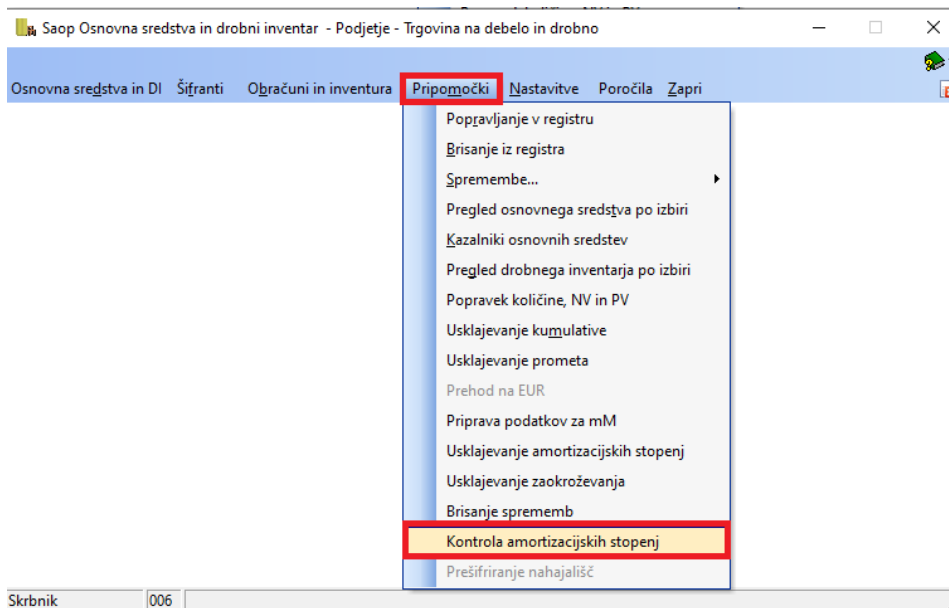 Saop Osnovna sredstva in drobni inventar - Podjetje - Trgovina na debelo in drobno
Osnovna sredstva in DI Šifranti Obračuni in inventura Pripomočki Nastavitve Poročila Zapri
Popravljanje v registru
Brisanje iz registra
Spremembe...
Pregled osnovnega sredstva po izbiri
Kazalniki osnovnih sredstev
Pregled drobnega inventarja po izbiri
Popravek količine, NV in PV
Usklajevanje kumulative
Usklajevanje prometa
Prehod na EUR
Priprava podatkov za mM
Usklajevanje amortizacijskih stopenj
Usklajevanje zaokroževanja
Brisanje sprememb
Kontrola amortizacijskih stopenj
Prešifriranje nahajališč
Skrbnik 006